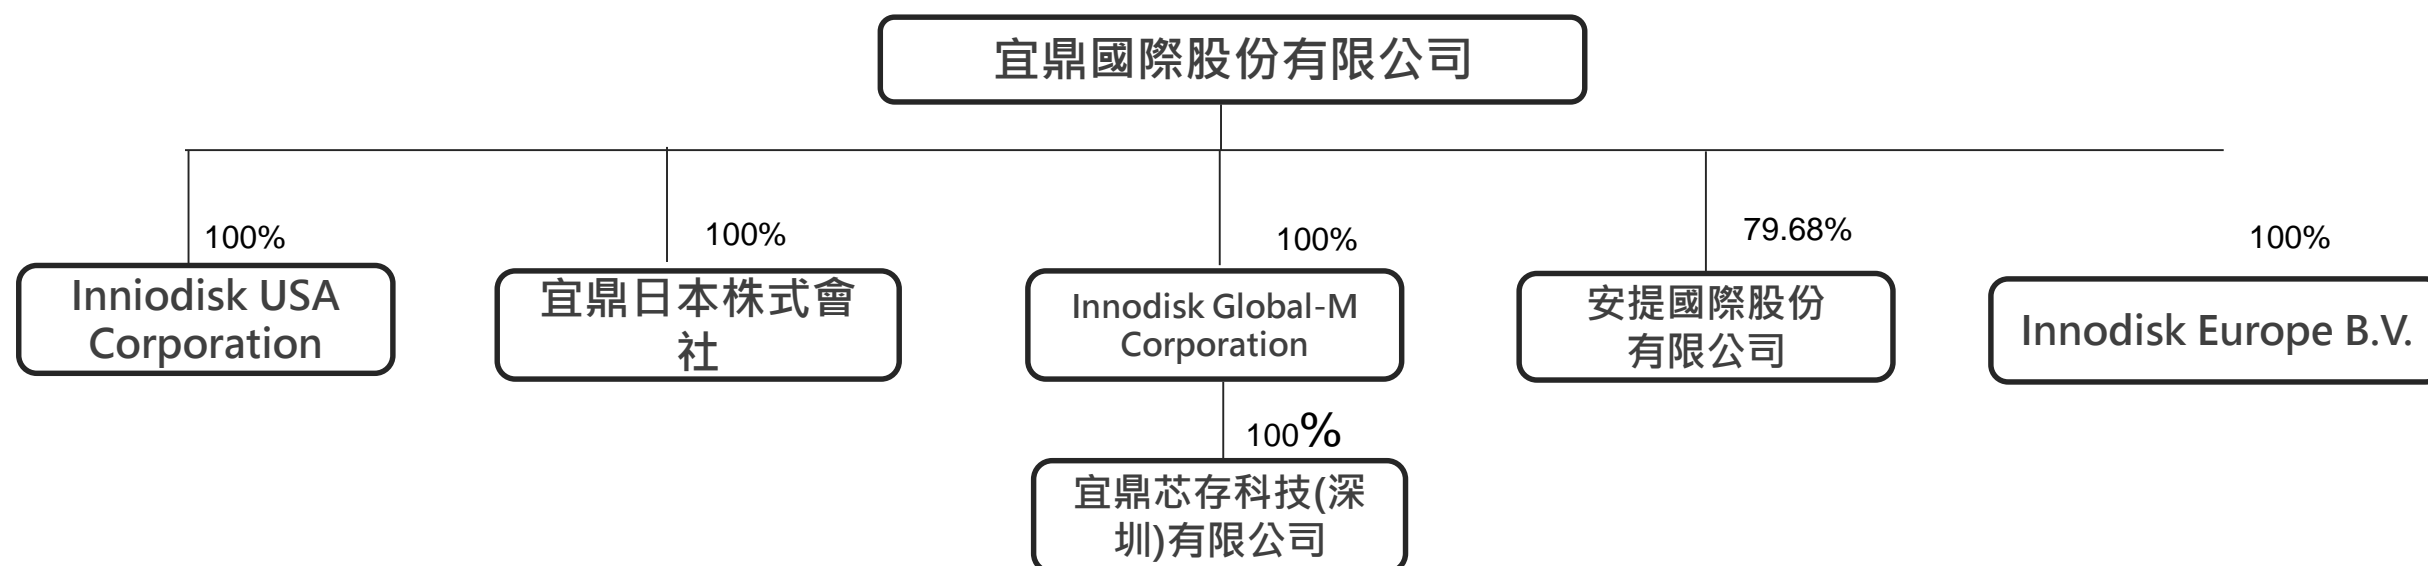 宜鼎國際股份有限公司
100%
100%
100%
79.68%
100%
Inniodisk USA
Corporation
宜鼎日本株式會
社
Innodisk Global-M
Corporation
安提國際股份
有限公司
Innodisk Europe B.V.
100%
宜鼎芯存科技(深
圳)有限公司